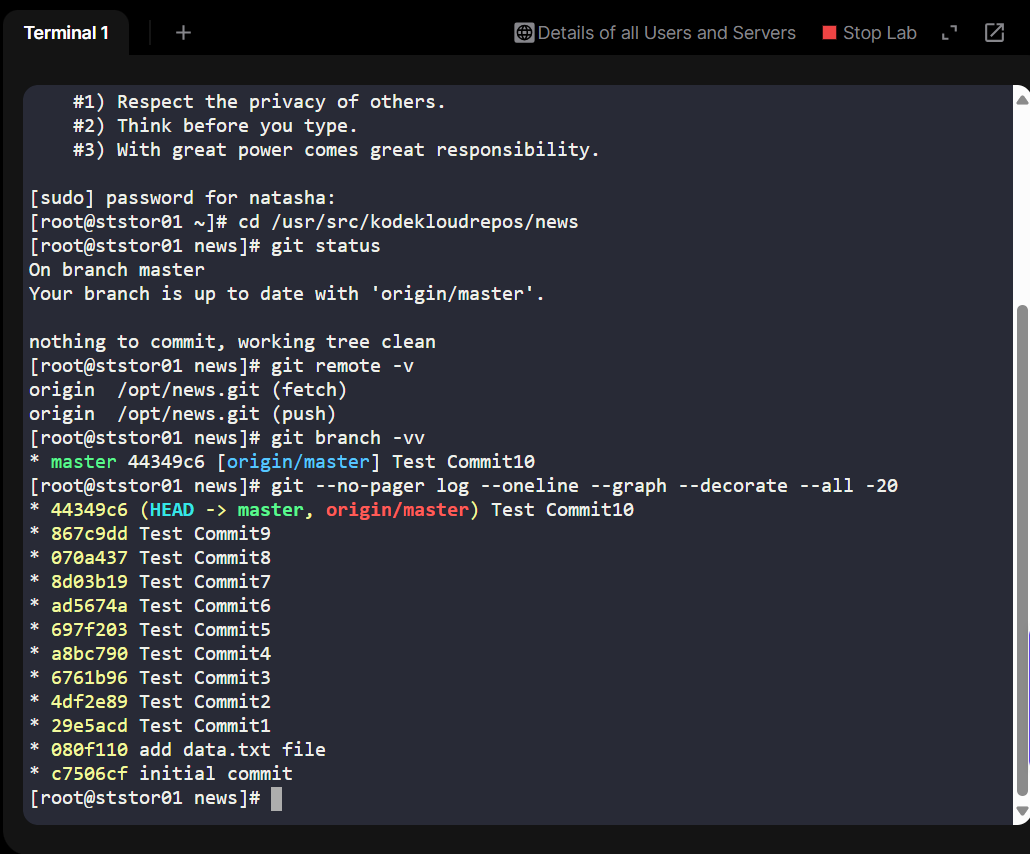 Terminal 1
+
Details of all Users and Servers
Stop Lab
#1) Respect the privacy of others.
#2) Think before you type.
#3) With great power comes great responsibility.
[sudo] password for natasha:
[root@ststor01 ~]# cd /usr/src/kodekloudrepos/news
[root@ststor01 news]# git status
On branch master
Your branch is up to date with 'origin/master'.
nothing to commit, working tree clean
[root@ststor01 news]# git remote -v
origin  /opt/news.git (fetch)
origin  /opt/news.git (push)
[root@ststor01 news]# git branch -vv
* master 44349c6 [origin/master] Test Commit10
[root@ststor01 news]# git --no-pager log --oneline --graph --decorate --all -20
* 44349c6 (HEAD -> master, origin/master) Test Commit10
* 867c9dd Test Commit9
* 070a437 Test Commit8
* 8d03b19 Test Commit7
* ad5674a Test Commit6
* 697f203 Test Commit5
* a8bc790 Test Commit4
* 6761b96 Test Commit3
* 4df2e89 Test Commit2
* 29e5acd Test Commit1
* 080f110 add data.txt file
* c7506cf initial commit
[root@ststor01 news]#